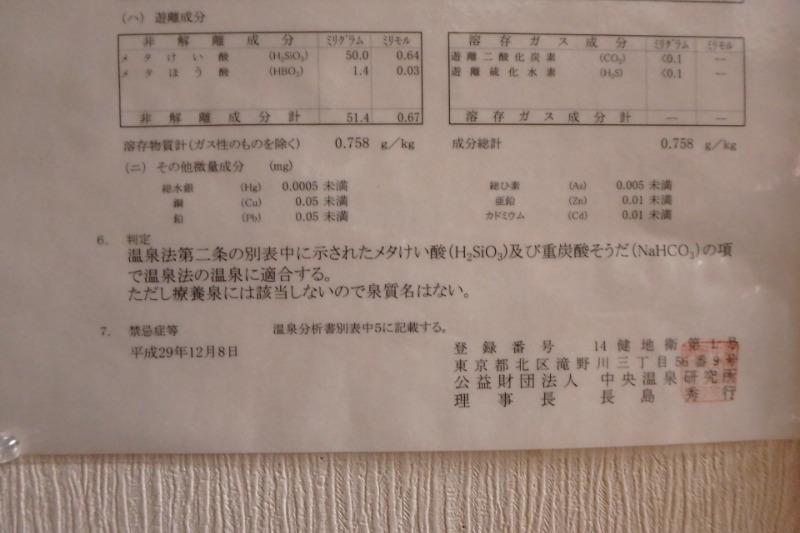 (ハ) 遊離成分
非解離成分 ミリグラム ミリモル
メタけい酸 (H₂SiO₃) 50.0 0.64
メタほう酸 (HBO₂) 1.4 0.03
非解離成分計 51.4 0.67
溶存ガス成分 ミリグラム ミリモル
遊離二酸化炭素 (CO₂) <0.1 —
遊離硫化水素 (H₂S) <0.1 —
溶存ガス成分計 — —
溶存物質計(ガス性のものを除く) 0.758 g/kg 成分総計 0.758 g/kg
(ニ) その他微量成分 (mg)
総水銀 (Hg) 0.0005 未満 総ひ素 (As) 0.005 未満
銅 (Cu) 0.05 未満 亜鉛 (Zn) 0.01 未満
鉛 (Pb) 0.05 未満 カドミウム (Cd) 0.01 未満
6. 判定
温泉法第二条の別表中に示されたメタけい酸(H₂SiO₃)及び重炭酸そうだ(NaHCO₃)の項
で温泉法の温泉に適合する。
ただし療養泉には該当しないので泉質名はない。
7. 禁忌症等 温泉分析書別表中5に記載する。
平成29年12月8日
登録番号 14健地衛第1号
東京都北区滝野川三丁目56番9号
公益財団法人 中央温泉研究所
理事長 長島秀行